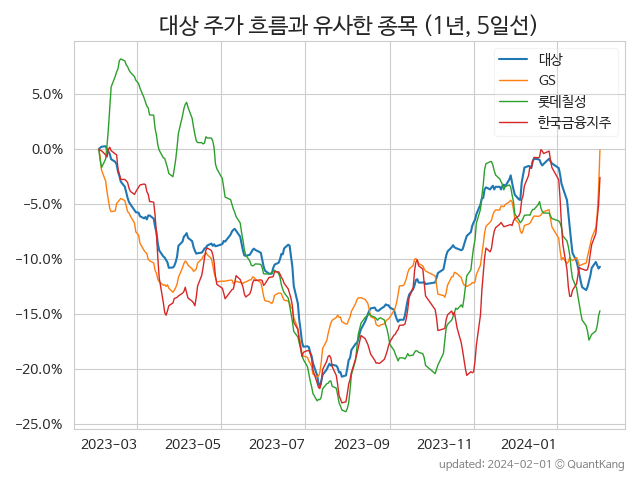 대상 주가 흐름과 유사한 종목 (1년, 5일선)
대상
GS
롯데칠성
한국금융지주
5.0%
0.0%
−5.0%
−10.0%
−15.0%
−20.0%
−25.0%
2023-03 2023-05 2023-07 2023-09 2023-11 2024-01
updated: 2024-02-01 © QuantKang